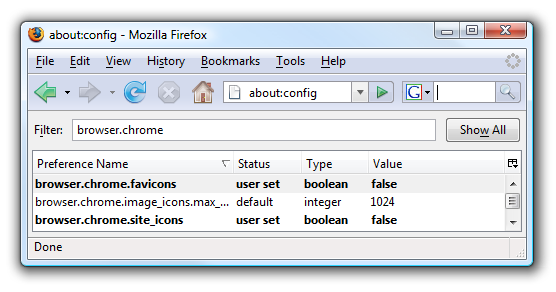 about:config - Mozilla Firefox
File Edit View History Bookmarks Tools Help
about:config G
Filter: browser.chrome Show All
Preference Name Status Type Value
browser.chrome.favicons user set boolean false
browser.chrome.image_icons.max_... default integer 1024
browser.chrome.site_icons user set boolean false
Done